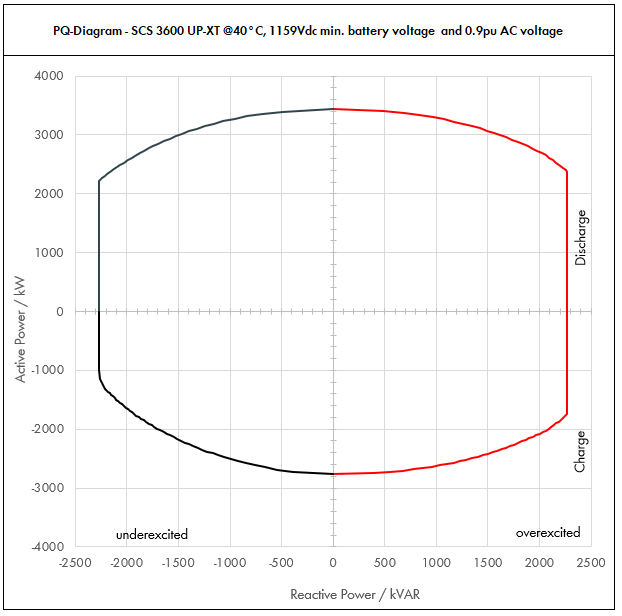 PQ-Diagram - SCS 3600 UP-XT @40°C, 1159Vdc min. battery voltage and 0.9pu AC voltage
4000
3000
2000
1000
0
-1000
-2000
-3000
-4000
Active Power / kW
Discharge
Charge
underexcited
overexcited
-2500 -2000 -1500 -1000 -500 0 500 1000 1500 2000 2500
Reactive Power / kVAR